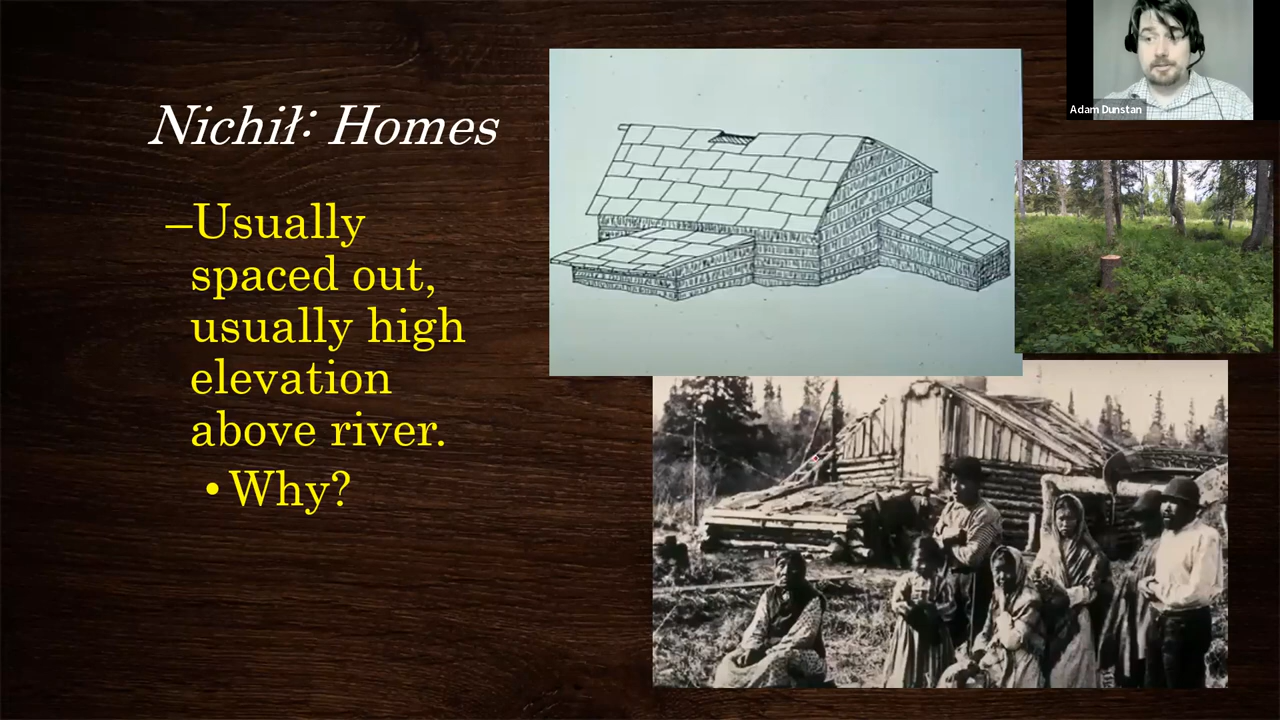 Nichił: Homes
–Usually
spaced out,
usually high
elevation
above river.
• Why?
Adam Dunstan